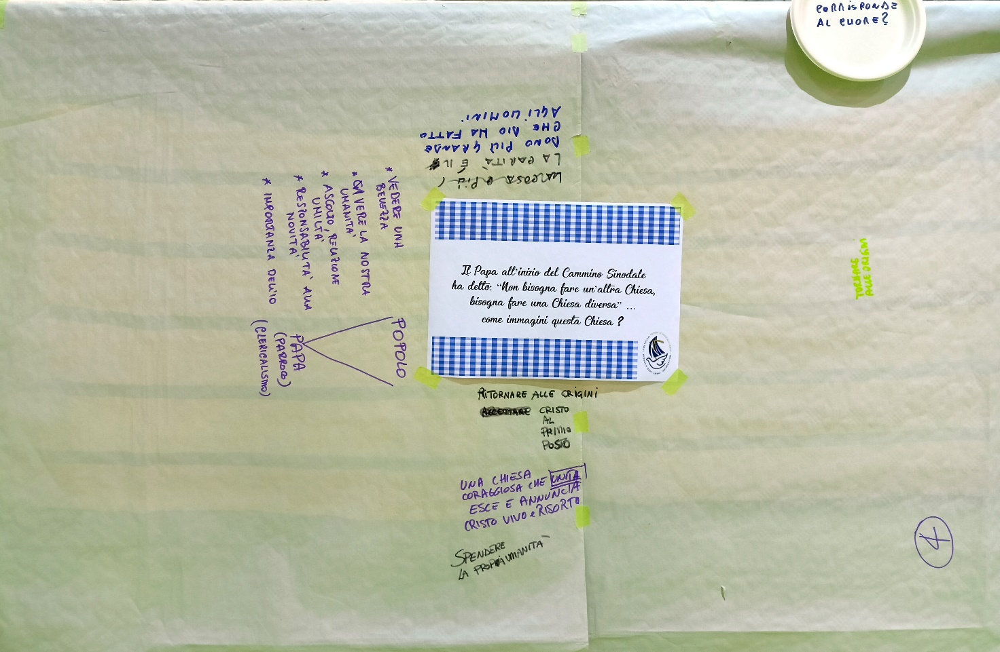 CORRISPONDE
AL CUORE?
LA COSA È PIÙ
LA CARITÀ È IL
DONO PIÙ GRANDE
CHE DIO HA FATTO
AGLI UOMINI.
* VEDERE UNA
BELLEZZA
* VIVERE LA NOSTRA
UMANITA'
* ASCOLTO, RELAZIONE
UMILTA'
* RESPONSABILITA' ALLA
NOVITA'
* IMPORTANZA DELL'IO
POPOLO
PAPA
(PARROCO)
(CLERICALISMO)
Il Papa all'inizio del Cammino Sinodale
ha detto: "Non bisogna fare un'altra Chiesa,
bisogna fare una Chiesa diversa" ...
come immagini questa Chiesa ?
TORNARE
ALLE ORIGINI
RITORNARE ALLE ORIGINI
CRISTO
AL
PRIMO
POSTO
UNA CHIESA
CORAGGIOSA CHE UNITA
ESCE E ANNUNCIA
CRISTO VIVO e RISORTO
SPENDERE
LA PROPRIA UMANITA'
4